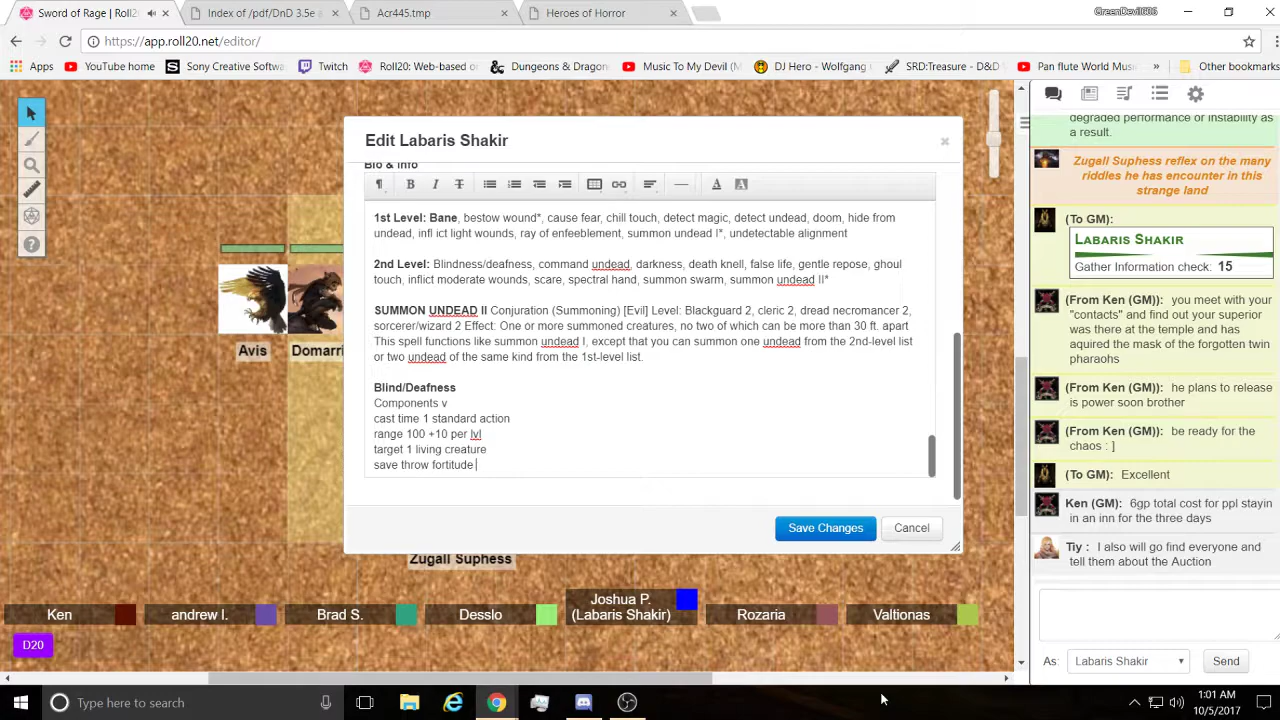 GreenDevil666
Sword of Rage | Roll20
Index of /pdf/DnD 3.5e
Acr445.tmp
Heroes of Horror
https://app.roll20.net/editor/
Apps
YouTube home
Sony Creative Softwa
Twitch
Roll20: Web-based o
Dungeons & Dragon
Music To My Devil (M
DJ Hero - Wolfgang
SRD:Treasure - D&D
Pan flute World Musi
»
Other bookmarks
Avis
Domarri
Edit Labaris Shakir
Bio & Info
1st Level: Bane, bestow wound*, cause fear, chill touch, detect magic, detect undead, doom, hide from
undead, infl ict light wounds, ray of enfeeblement, summon undead I*, undetectable alignment
2nd Level: Blindness/deafness, command undead, darkness, death knell, false life, gentle repose, ghoul
touch, inflict moderate wounds, scare, spectral hand, summon swarm, summon undead II*
SUMMON UNDEAD II Conjuration (Summoning) [Evil] Level: Blackguard 2, cleric 2, dread necromancer 2,
sorcerer/wizard 2 Effect: One or more summoned creatures, no two of which can be more than 30 ft. apart
This spell functions like summon undead I, except that you can summon one undead from the 2nd-level list
or two undead of the same kind from the 1st-level list.
Blind/Deafness
Components v
cast time 1 standard action
range 100 +10 per lvl
target 1 living creature
save throw fortitude
Save Changes
Cancel
Zugall Suphess
Ken
andrew I.
Brad S.
Desslo
Joshua P.
(Labaris Shakir)
Rozaria
Valtionas
D20
degraded performance or instability as
a result.
Zugall Suphess reflex on the many
riddles he has encounter in this
strange land
(To GM):
LABARIS SHAKIR
Gather Information check: 15
(From Ken (GM)): you meet with your
"contacts" and find out your superior
was there at the temple and has
aquired the mask of the forgotten twin
pharaohs
(From Ken (GM)): he plans to release
is power soon brother
(From Ken (GM)): be ready for the
chaos : ]
(To GM): Excellent
Ken (GM): 6gp total cost for ppl stayin
in an inn for the three days
Tiy : I also will go find everyone and
tell them about the Auction
As:
Labaris Shakir
Send
Type here to search
1:01 AM
10/5/2017